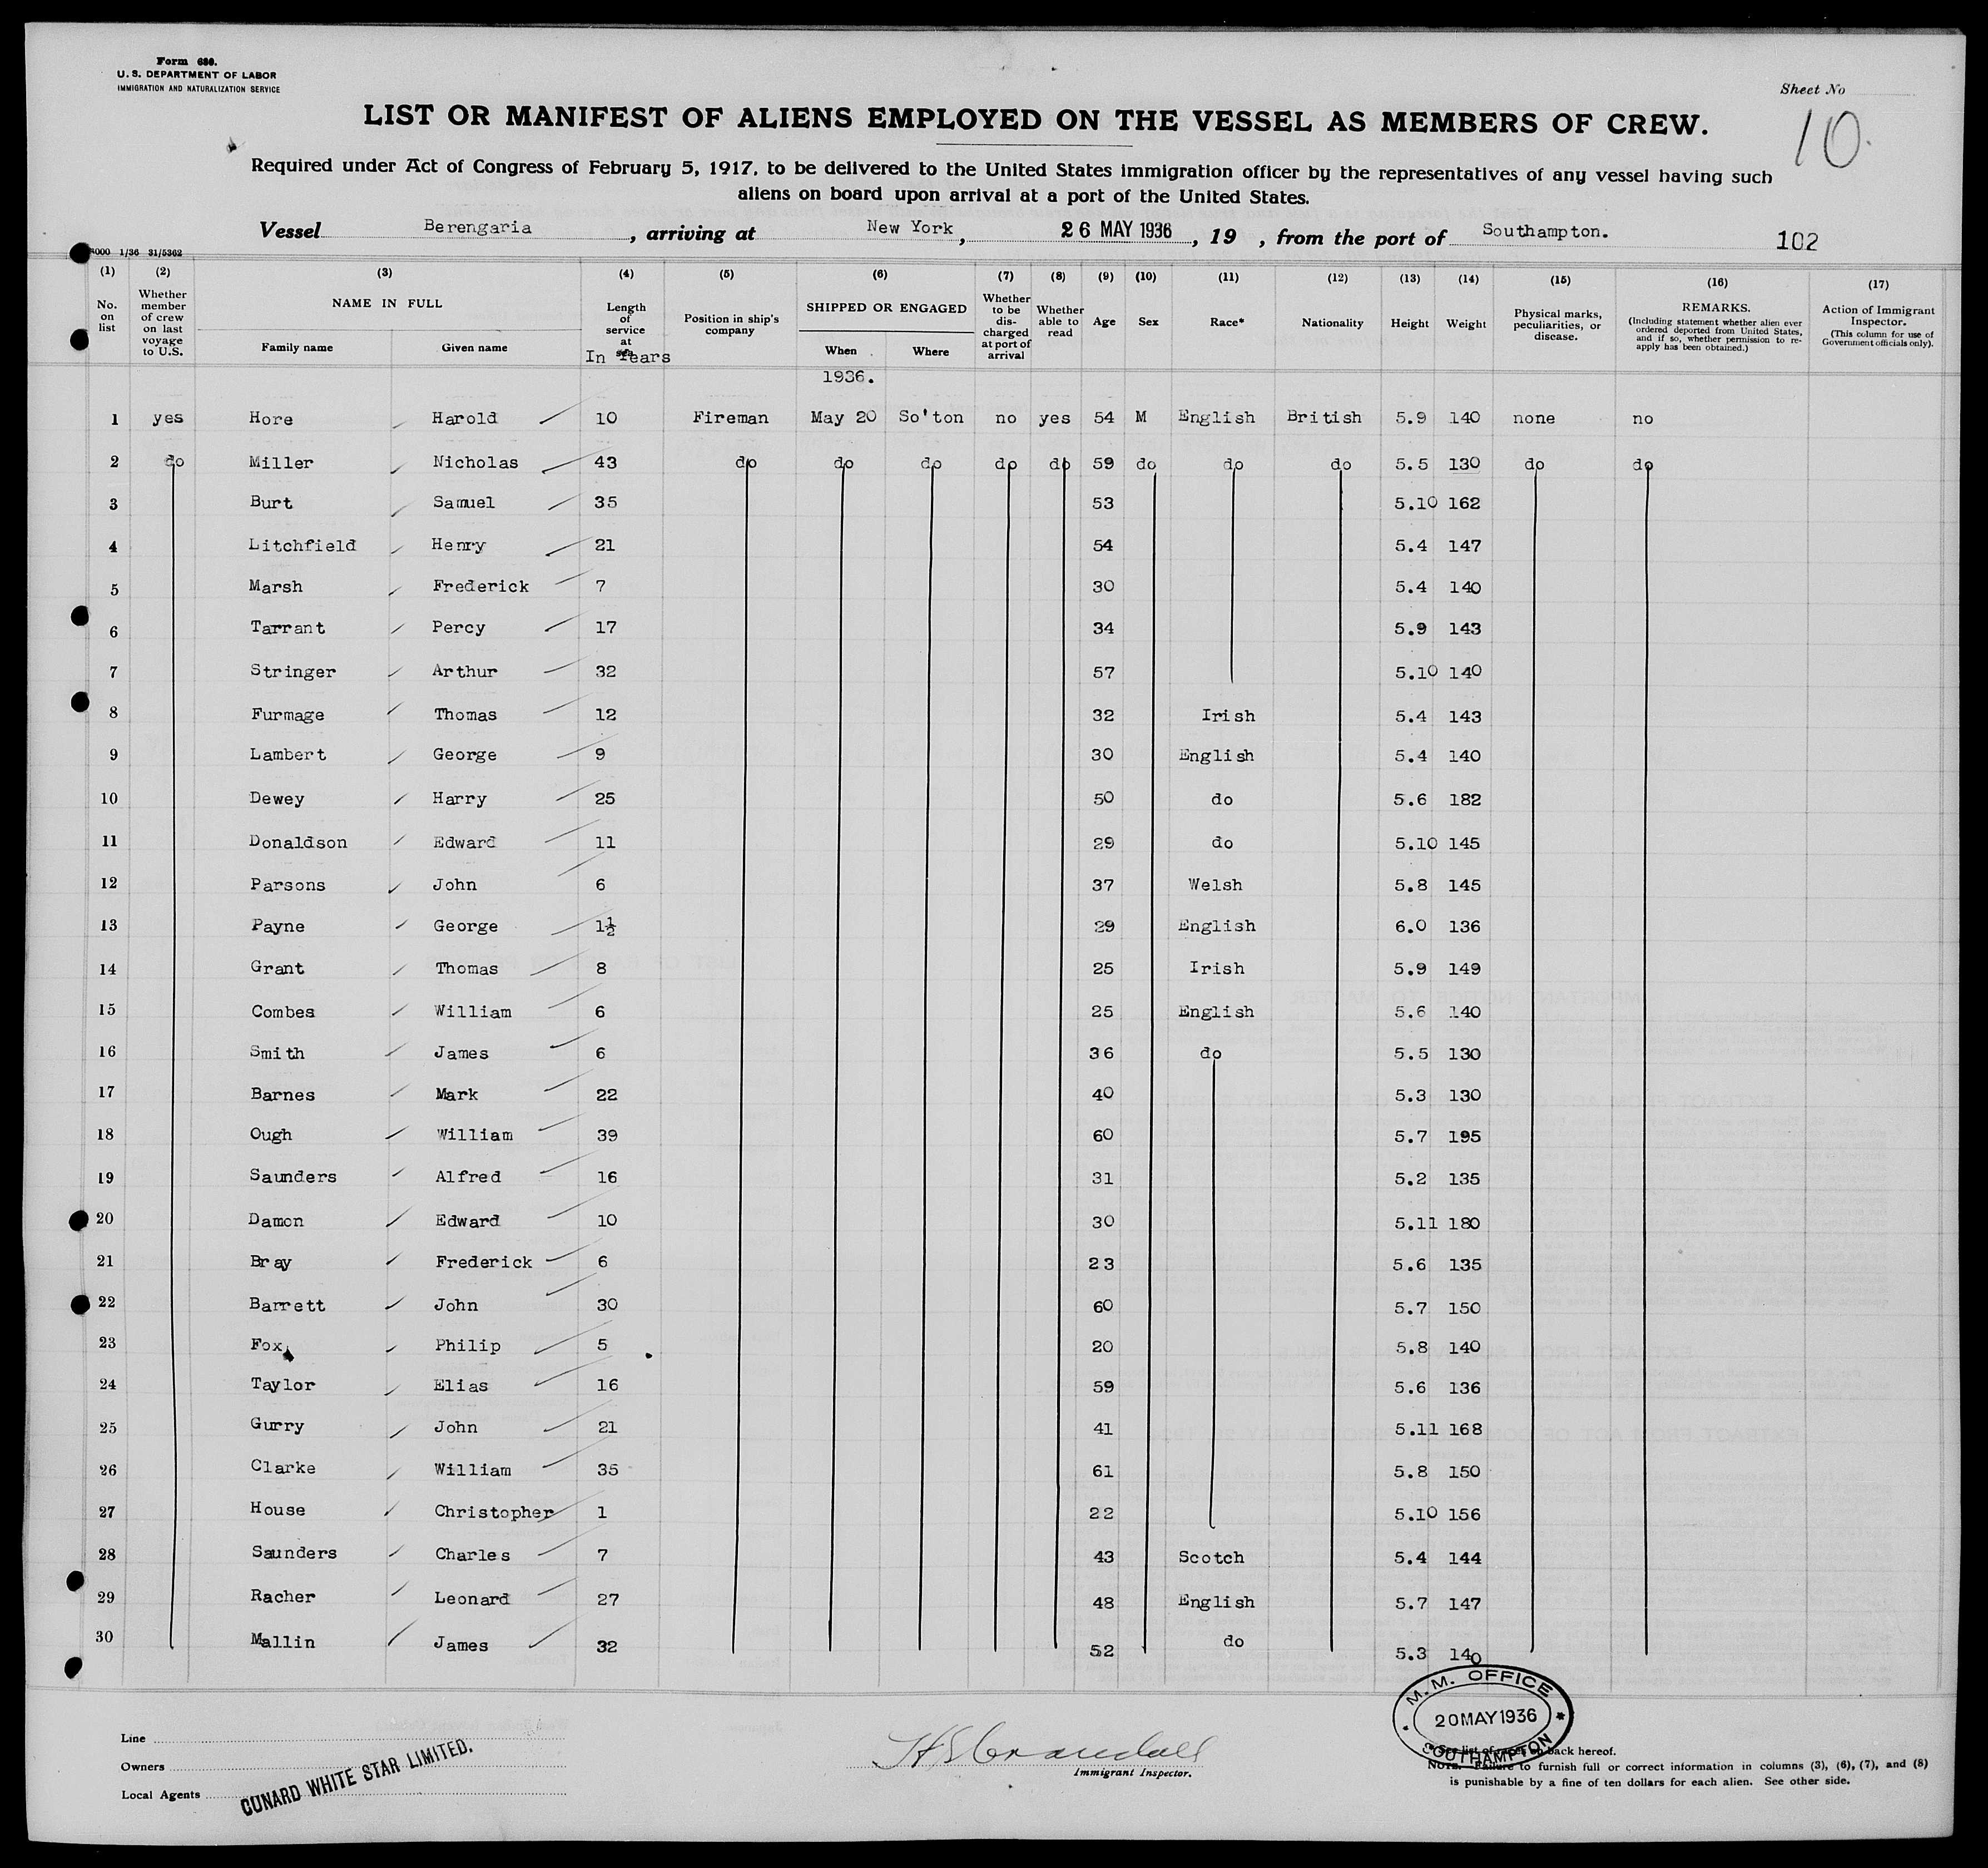 Form 680.
U. S. DEPARTMENT OF LABOR
IMMIGRATION AND NATURALIZATION SERVICE
Sheet No
10.
LIST OR MANIFEST OF ALIENS EMPLOYED ON THE VESSEL AS MEMBERS OF CREW.
Required under Act of Congress of February 5, 1917, to be delivered to the United States immigration officer by the representatives of any vessel having such
aliens on board upon arrival at a port of the United States.
Vessel Berengaria, arriving at New York, 26 MAY 1936, 19 , from the port of Southampton. 102
000 1/36 31/5362
(1) (2) (3) (4) (5) (6) (7) (8) (9) (10) (11) (12) (13) (14) (15) (16) (17)
No. on list
Whether member of crew on last voyage to U.S.
NAME IN FULL
Family name Given name
Length of service at sea
In Years
Position in ship's company
SHIPPED OR ENGAGED
When Where
Whether to be discharged at port of arrival
Whether able to read
Age
Sex
Race*
Nationality
Height
Weight
Physical marks, peculiarities, or disease.
REMARKS.
(Including statement whether alien ever ordered deported from United States, and if so, whether permission to re-apply has been obtained.)
Action of Immigrant Inspector.
(This column for use of Government officials only).
1936.
1 yes Hore Harold 10 Fireman May 20 So'ton no yes 54 M English British 5.9 140 none no
2 do Miller Nicholas 43 do do do do do 59 do do do 5.5 130 do do
3 Burt Samuel 35 53 5.10 162
4 Litchfield Henry 21 54 5.4 147
5 Marsh Frederick 7 30 5.4 140
6 Tarrant Percy 17 34 5.9 143
7 Stringer Arthur 32 57 5.10 140
8 Furmage Thomas 12 32 Irish 5.4 143
9 Lambert George 9 30 English 5.4 140
10 Dewey Harry 25 50 do 5.6 182
11 Donaldson Edward 11 29 do 5.10 145
12 Parsons John 6 37 Welsh 5.8 145
13 Payne George 1½ 29 English 6.0 136
14 Grant Thomas 8 25 Irish 5.9 149
15 Combes William 6 25 English 5.6 140
16 Smith James 6 36 do 5.5 130
17 Barnes Mark 22 40 5.3 130
18 Ough William 39 60 5.7 195
19 Saunders Alfred 16 31 5.2 135
20 Damon Edward 10 30 5.11 180
21 Bray Frederick 6 23 5.6 135
22 Barrett John 30 60 5.7 150
23 Fox Philip 5 20 5.8 140
24 Taylor Elias 16 59 5.6 136
25 Gurry John 21 41 5.11 168
26 Clarke William 35 61 5.8 150
27 House Christopher 1 22 5.10 156
28 Saunders Charles 7 43 Scotch 5.4 144
29 Racher Leonard 27 48 English 5.7 147
30 Mallin James 32 52 do 5.3 140
M.M. OFFICE
20 MAY 1936
SOUTHAMPTON
Line
Owners
Local Agents
CUNARD WHITE STAR LIMITED.
H S Crandall
Immigrant Inspector.
*See list of races on back hereof.
NOTE. Failure to furnish full or correct information in columns (3), (6), (7), and (8)
is punishable by a fine of ten dollars for each alien. See other side.